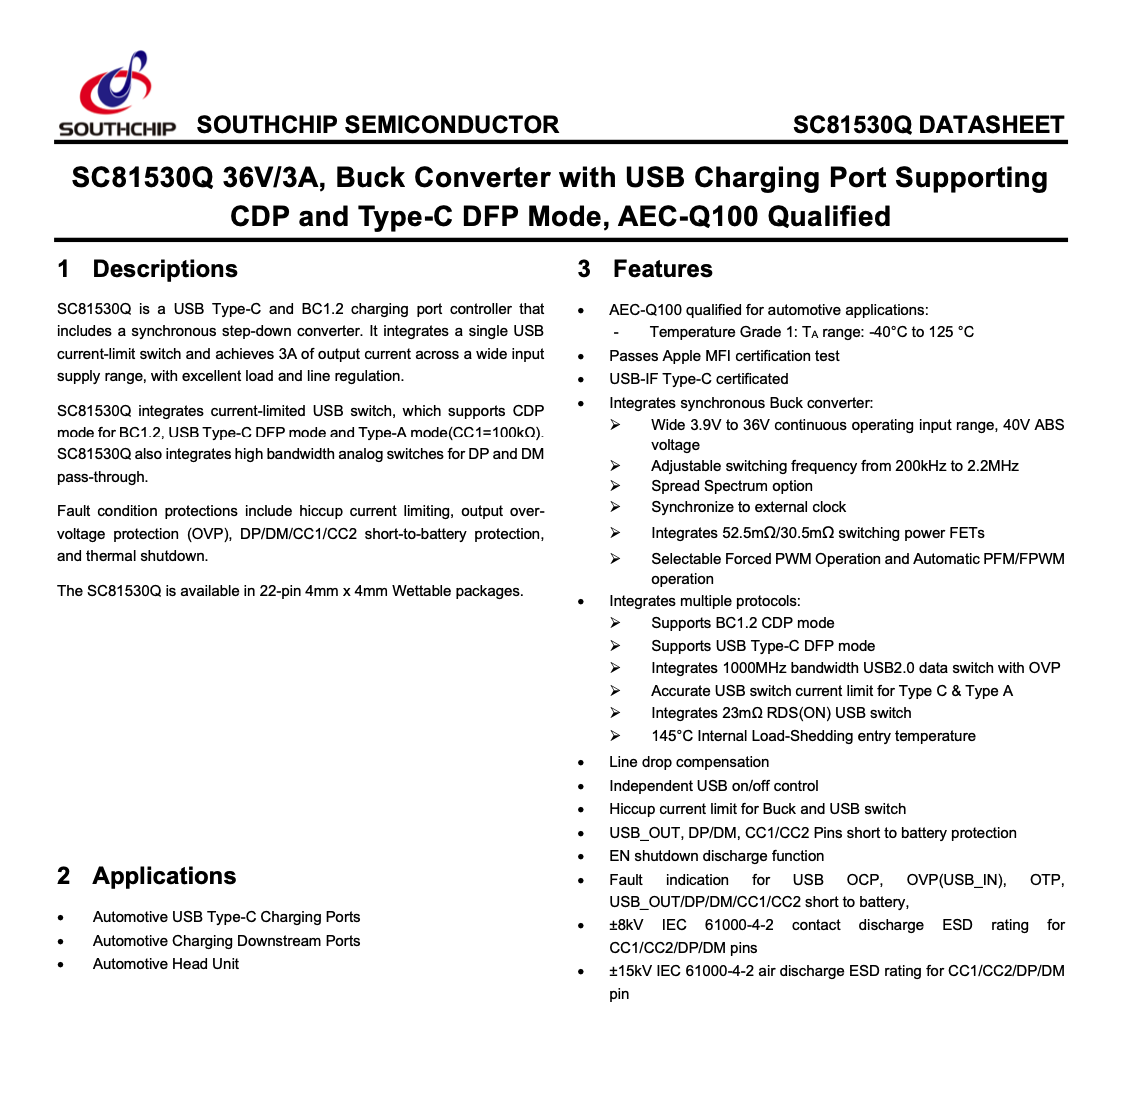 SOUTHCHIP
SOUTHCHIP SEMICONDUCTOR
SC81530Q DATASHEET
SC81530Q 36V/3A, Buck Converter with USB Charging Port Supporting
CDP and Type-C DFP Mode, AEC-Q100 Qualified
1 Descriptions
SC81530Q is a USB Type-C and BC1.2 charging port controller that
includes a synchronous step-down converter. It integrates a single USB
current-limit switch and achieves 3A of output current across a wide input
supply range, with excellent load and line regulation.
SC81530Q integrates current-limited USB switch, which supports CDP
mode for BC1.2, USB Type-C DFP mode and Type-A mode(CC1=100kΩ).
SC81530Q also integrates high bandwidth analog switches for DP and DM
pass-through.
Fault condition protections include hiccup current limiting, output over-
voltage protection (OVP), DP/DM/CC1/CC2 short-to-battery protection,
and thermal shutdown.
The SC81530Q is available in 22-pin 4mm x 4mm Wettable packages.
2 Applications
• Automotive USB Type-C Charging Ports
• Automotive Charging Downstream Ports
• Automotive Head Unit
3 Features
• AEC-Q100 qualified for automotive applications:
- Temperature Grade 1: TA range: -40°C to 125 °C
• Passes Apple MFI certification test
• USB-IF Type-C certificated
• Integrates synchronous Buck converter:
➢ Wide 3.9V to 36V continuous operating input range, 40V ABS
voltage
➢ Adjustable switching frequency from 200kHz to 2.2MHz
➢ Spread Spectrum option
➢ Synchronize to external clock
➢ Integrates 52.5mΩ/30.5mΩ switching power FETs
➢ Selectable Forced PWM Operation and Automatic PFM/FPWM
operation
• Integrates multiple protocols:
➢ Supports BC1.2 CDP mode
➢ Supports USB Type-C DFP mode
➢ Integrates 1000MHz bandwidth USB2.0 data switch with OVP
➢ Accurate USB switch current limit for Type C & Type A
➢ Integrates 23mΩ RDS(ON) USB switch
➢ 145°C Internal Load-Shedding entry temperature
• Line drop compensation
• Independent USB on/off control
• Hiccup current limit for Buck and USB switch
• USB_OUT, DP/DM, CC1/CC2 Pins short to battery protection
• EN shutdown discharge function
• Fault indication for USB OCP, OVP(USB_IN), OTP,
USB_OUT/DP/DM/CC1/CC2 short to battery,
• ±8kV IEC 61000-4-2 contact discharge ESD rating for
CC1/CC2/DP/DM pins
• ±15kV IEC 61000-4-2 air discharge ESD rating for CC1/CC2/DP/DM
pin